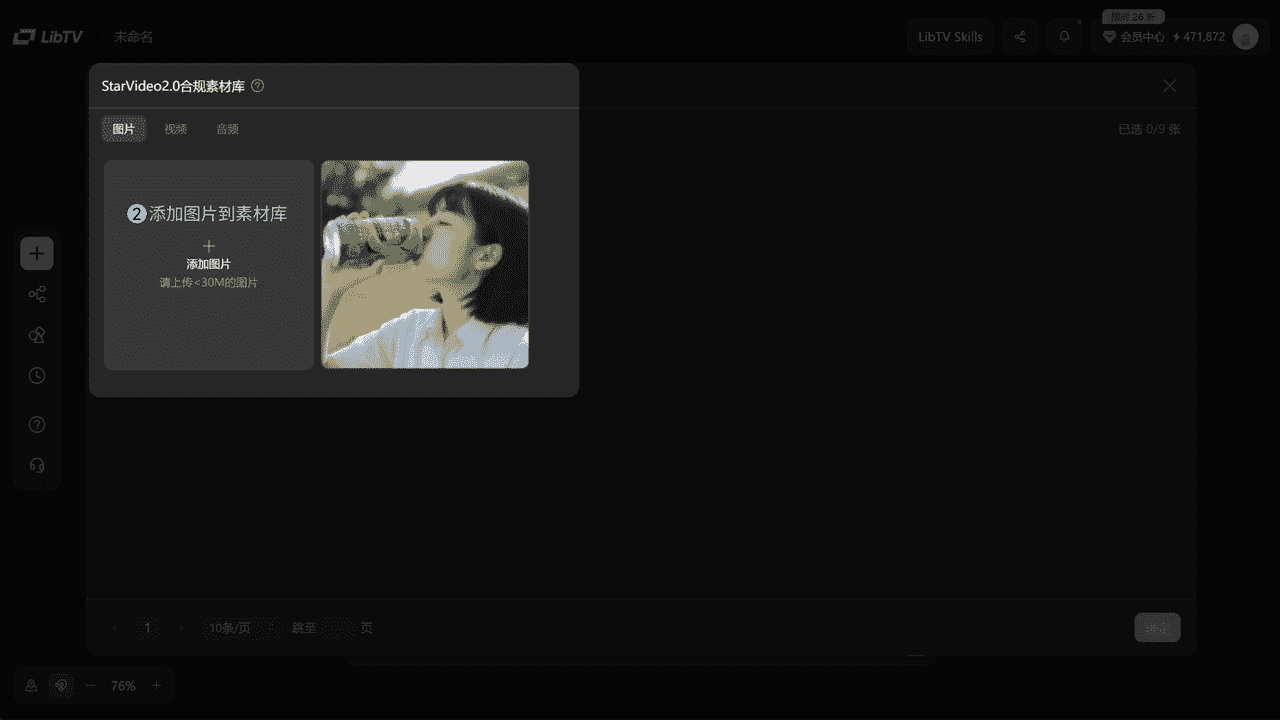 LibTV
未命名
LibTV Skills
限时 26 折
会员中心
471,872
StarVideo2.0合规素材库
图片
视频
音频
已选 0/9 张
2 添加图片到素材库
添加图片
请上传<30M的图片
1
10条/页
跳至
页
76%